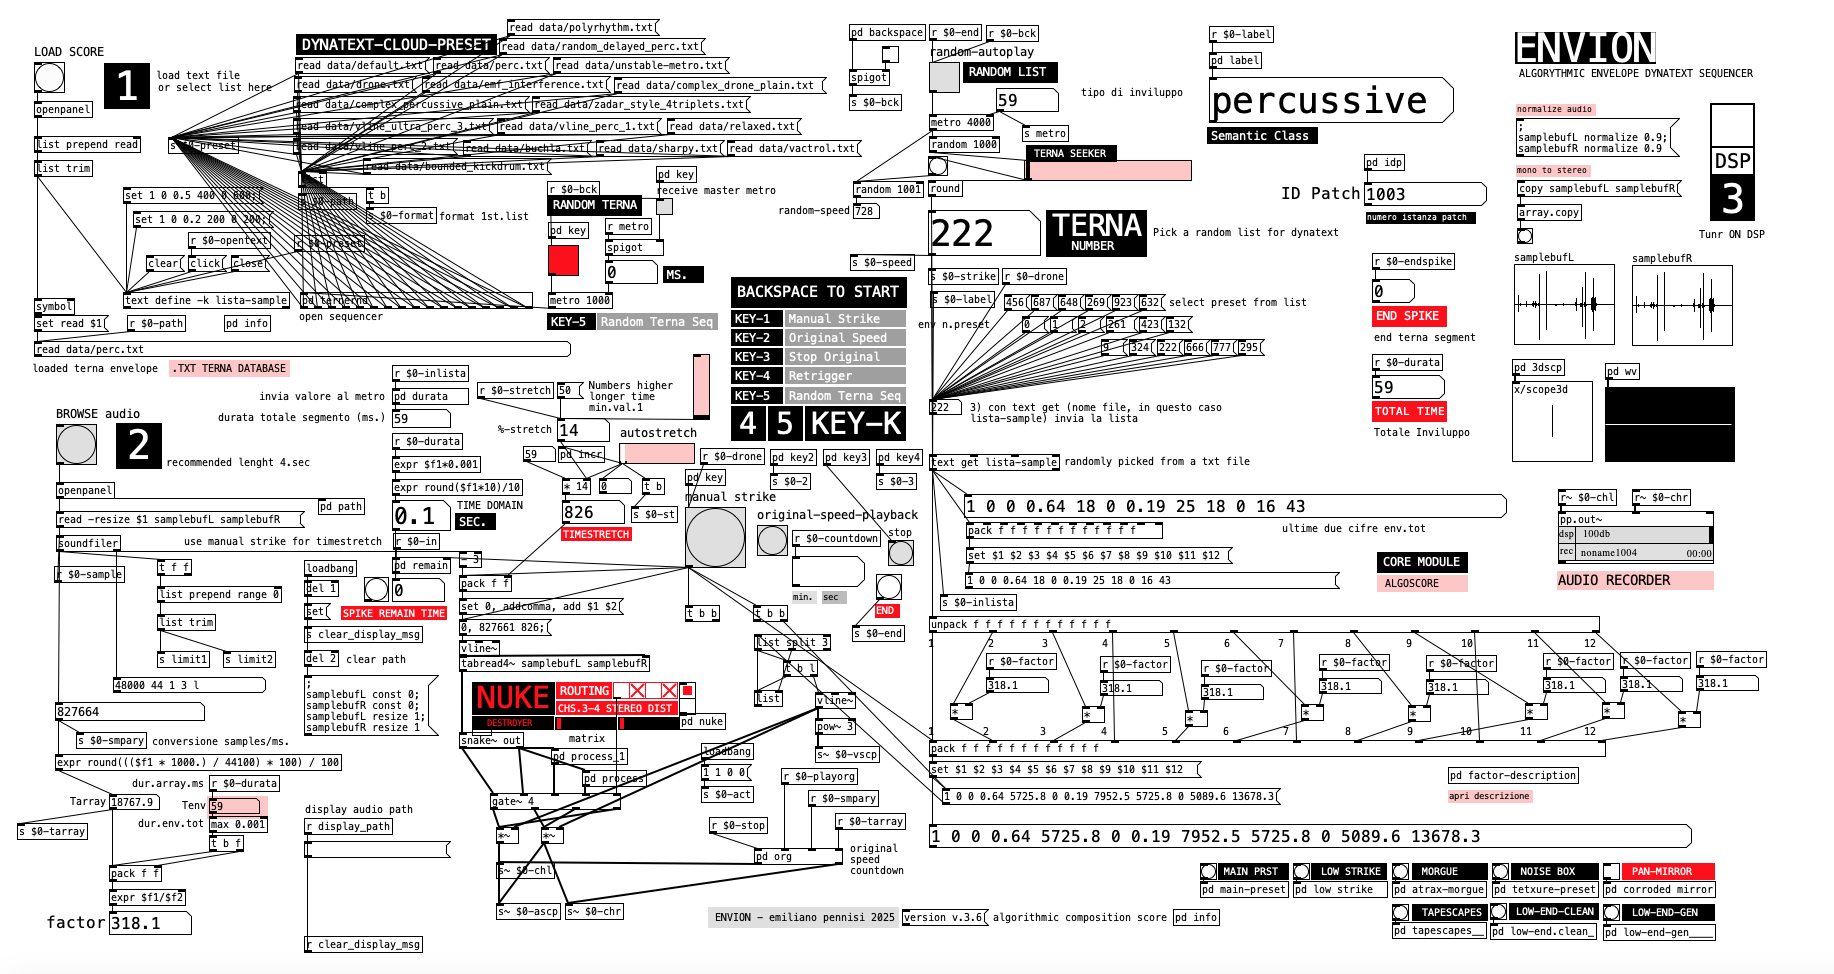 LOAD SCORE
1
load text file
or select list here
openpanel
list prepend read
list trim
s $0-preset
set 1 0 0.5 400 0 600;
set 1 0 0.2 200 0 200;
r $0-opentext
clear
click
close
symbol
text define -k lista-sample
pd ternernd
open sequencer
set read $1
r $0-path
pd info
read data/perc.txt
loaded terna envelope
.TXT TERNA DATABASE
DYNATEXT-CLOUD-PRESET
read data/polyrhythm.txt
read data/random_delayed_perc.txt
read data/default.txt
read data/perc.txt
read data/unstable-metro.txt
read data/drone.txt
read data/emf_interference.txt
read data/complex_drone_plain.txt
read data/complex_percussive_plain.txt
read data/zadar_style_4triplets.txt
read data/vline_ultra_perc_3.txt
read data/vline_perc_1.txt
read data/relaxed.txt
read data/vline_perc_2.txt
read data/buchla.txt
read data/sharpy.txt
read data/vactrol.txt
read data/bounded_kickdrum.txt
s $0-path
t b
s $0-format
format 1st.list
r $0-preset
r $0-bck
RANDOM TERNA
pd key
receive master metro
pd key
r metro
spigot
0
MS.
metro 1000
KEY-5
Random Terna Seq
BACKSPACE TO START
KEY-1
Manual Strike
KEY-2
Original Speed
KEY-3
Stop Original
KEY-4
Retrigger
KEY-5
Random Terna Seq
4
5
KEY-K
pd backspace
r $0-end
r $0-bck
random-autoplay
spigot
s $0-bck
RANDOM LIST
59
tipo di inviluppo
metro 4000
s metro
random 1000
TERNA SEEKER
random 1001
round
random-speed
728
222
TERNA
NUMBER
Pick a random list for dynatext
s $0-speed
s $0-strike
r $0-drone
s $0-label
456
687
648
269
923
632
select preset from list
env n.preset
0
1
2
261
423
132
9
324
222
666
777
295
222
3) con text get (nome file, in questo caso
lista-sample) invia la lista
text get lista-sample
randomly picked from a txt file
r $0-label
pd label
percussive
Semantic Class
pd idp
ID Patch
1003
numero istanza patch
r $0-endspike
0
END SPIKE
end terna segment
r $0-durata
59
TOTAL TIME
Totale Inviluppo
ENVION
ALGORYTHMIC ENVELOPE DYNATEXT SEQUENCER
normalize audio
;
samplebufL normalize 0.9;
samplebufR normalize 0.9
mono to stereo
copy samplebufL samplebufR
array.copy
DSP
3
Tunr ON DSP
samplebufL
samplebufR
pd 3dscp
x/scope3d
pd wv
BROWSE audio
2
recommended lenght 4.sec
openpanel
pd path
read -resize $1 samplebufL samplebufR
soundfiler
use manual strike for timestretch
r $0-sample
t f f
list prepend range 0
list trim
s limit1
s limit2
48000 44 1 3 l
827664
s $0-smpary
conversione samples/ms.
expr round((($f1 * 1000.) / 44100) * 100) / 100
dur.array.ms
r $0-durata
Tarray
18767.9
Tenv
59
s $0-tarray
dur.env.tot
max 0.001
t b f
pack f f
expr $f1/$f2
factor
318.1
r $0-inlista
invia valore al metro
pd durata
durata totale segmento (ms.)
59
r $0-durata
expr $f1*0.001
expr round($f1*10)/10
0.1
TIME DOMAIN
SEC.
r $0-in
pd remain
0
SPIKE REMAIN TIME
loadbang
del 1
set
s clear_display_msg
del 2
clear path
;
samplebufL const 0;
samplebufR const 0;
samplebufL resize 1;
samplebufR resize 1
display audio path
r display_path
r clear_display_msg
r $0-stretch
50
Numbers higher
longer time
min.val.1
%-stretch
14
autostretch
59
pd incr
* 14
0
t b
826
s $0-st
TIMESTRETCH
- 3
pack f f
set 0, addcomma, add $1 $2
0, 827661 826;
vline~
tabread4~ samplebufL samplebufR
NUKE
DESTROYER
ROUTING
CHS.3-4 STEREO DIST
pd nuke
matrix
snake~ out
pd process_1
pd process
gate~ 4
*~
*~
s~ $0-chl
s~ $0-ascp
s~ $0-chr
r $0-drone
pd key
manual strike
pd key2
s $0-2
pd key3
pd key4
s $0-3
original-speed-playback
r $0-countdown
stop
min.
sec
END
s $0-end
t b b
t b b
list split 3
t b l
list
vline~
pow~ 3
s~ $0-vscp
loadbang
1 1 0 0
s $0-act
r $0-playorg
r $0-smpary
r $0-stop
r $0-tarray
pd org
original
speed
countdown
1 0 0 0.64 18 0 0.19 25 18 0 16 43
pack f f f f f f f f f f f f
ultime due cifre env.tot
set $1 $2 $3 $4 $5 $6 $7 $8 $9 $10 $11 $12
1 0 0 0.64 18 0 0.19 25 18 0 16 43
s $0-inlista
CORE MODULE
ALGOSCORE
r~ $0-chl
r~ $0-chr
pp.out~
dsp
100db
rec
noname1004
00:00
AUDIO RECORDER
unpack f f f f f f f f f f f f
1 2 3 4 5 6 7 8 9 10 11 12
r $0-factor
r $0-factor
r $0-factor
r $0-factor
r $0-factor
r $0-factor
r $0-factor
r $0-factor
318.1
318.1
318.1
318.1
318.1
318.1
318.1
318.1
* * * * * * * *
1 2 3 4 5 6 7 8 9 10 11 12
pack f f f f f f f f f f f f
set $1 $2 $3 $4 $5 $6 $7 $8 $9 $10 $11 $12
1 0 0 0.64 5725.8 0 0.19 7952.5 5725.8 0 5089.6 13678.3
pd factor-description
apri descrizione
1 0 0 0.64 5725.8 0 0.19 7952.5 5725.8 0 5089.6 13678.3
MAIN PRST
LOW STRIKE
MORGUE
NOISE BOX
PAN-MIRROR
pd main-preset
pd low strike
pd atrax-morgue
pd tetxure-preset
pd corroded mirror
TAPESCAPES
LOW-END-CLEAN
LOW-END-GEN
pd tapescapes__
pd low-end.clean_
pd low-end-gen____
ENVION - emiliano pennisi 2025
version v.3.6
algorithmic composition score
pd info